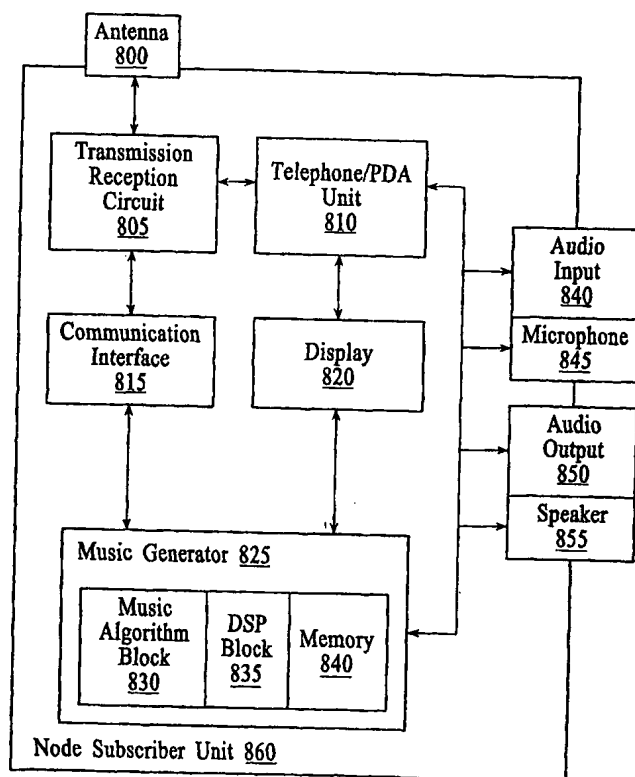 Antenna
800
Transmission
Reception
Circuit
805
Telephone/PDA
Unit
810
Audio
Input
840
Microphone
845
Communication
Interface
815
Display
820
Audio
Output
850
Speaker
855
Music Generator 825
Music
Algorithm
Block
830
DSP
Block
835
Memory
840
Node Subscriber Unit 860